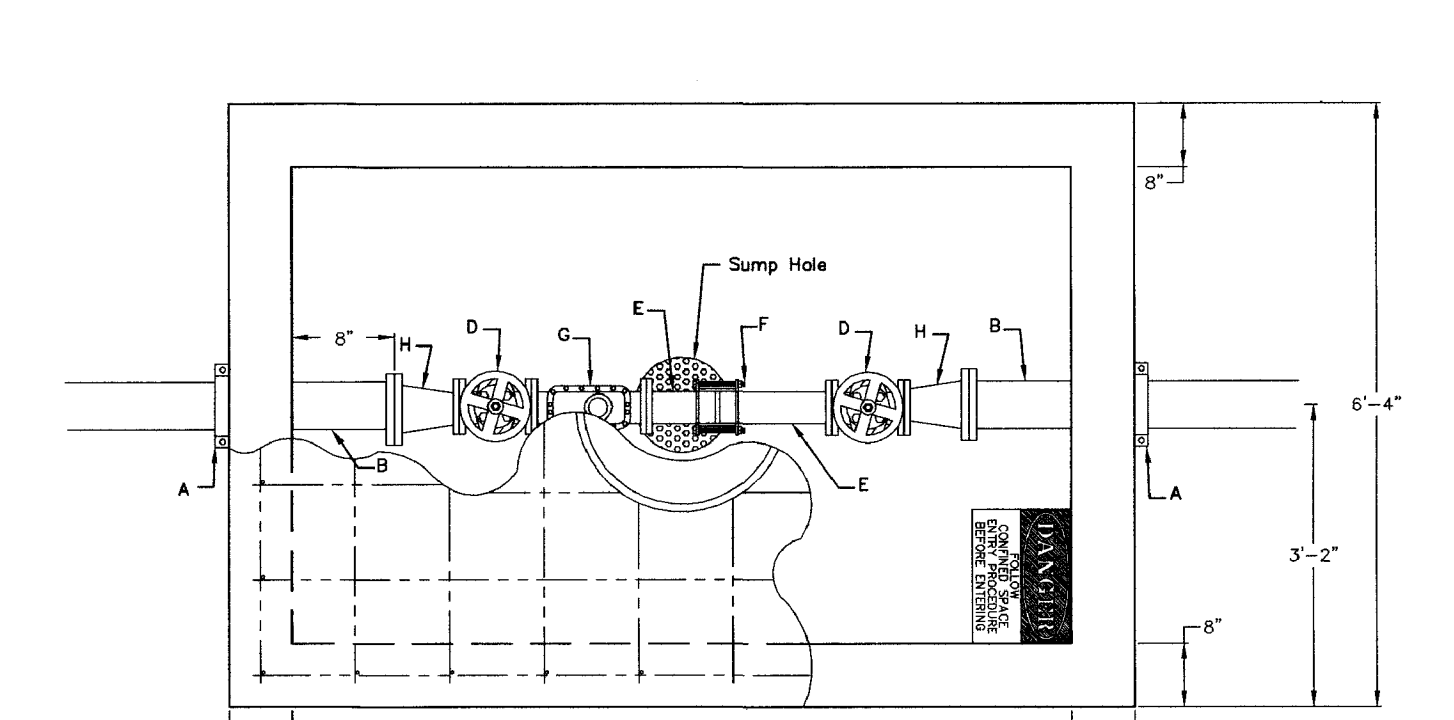 8"
Sump Hole
E
F
D
G
D
H
B
8"
H
6'-4"
B
E
A
A
DANGER
FOLLOW
CONFINED SPACE
ENTRY PROCEDURE
BEFORE ENTERING
3'-2"
8"